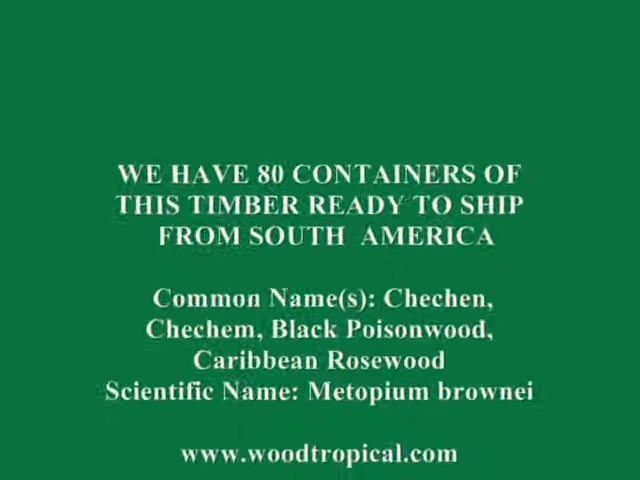 WE HAVE 80 CONTAINERS OF
THIS TIMBER READY TO SHIP
FROM SOUTH AMERICA
Common Name(s): Chechen,
Chechem, Black Poisonwood,
Caribbean Rosewood
Scientific Name: Metopium brownei
www.woodtropical.com